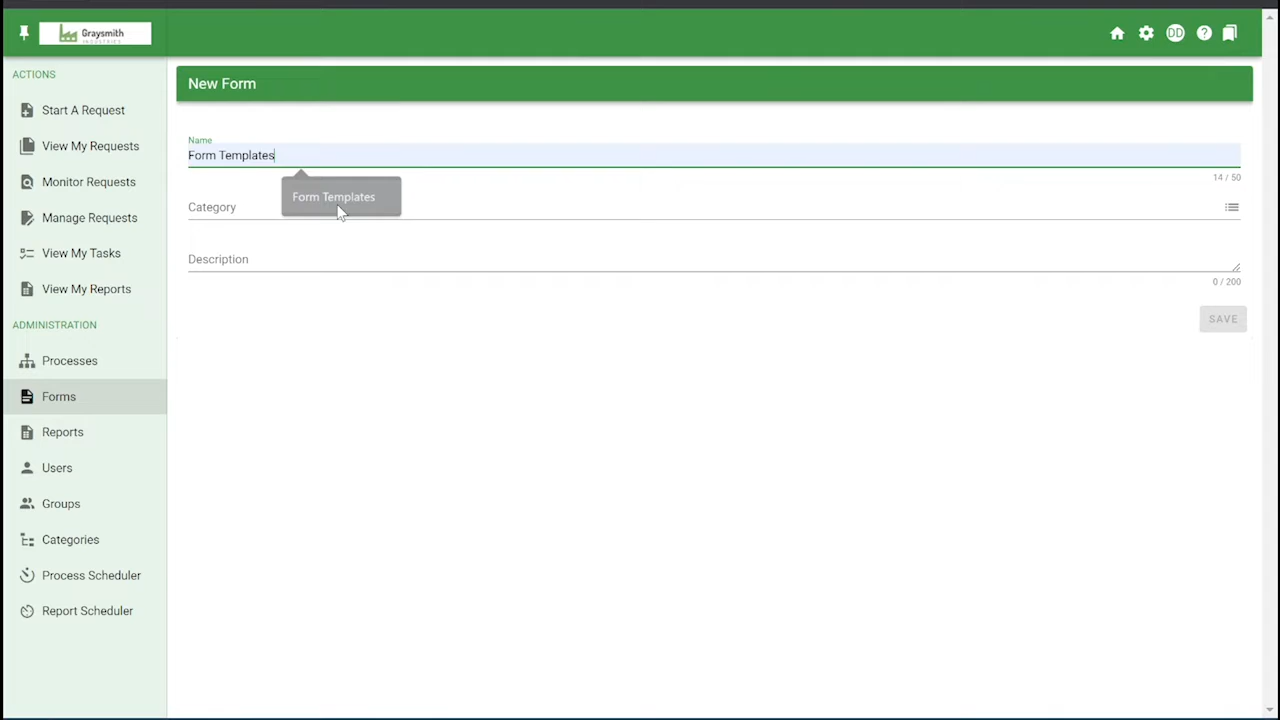 Graysmith
INDUSTRIES
DD
ACTIONS
Start A Request
View My Requests
Monitor Requests
Manage Requests
View My Tasks
View My Reports
ADMINISTRATION
Processes
Forms
Reports
Users
Groups
Categories
Process Scheduler
Report Scheduler
New Form
Name
Form Templates
14 / 50
Form Templates
Category
Description
0 / 200
SAVE